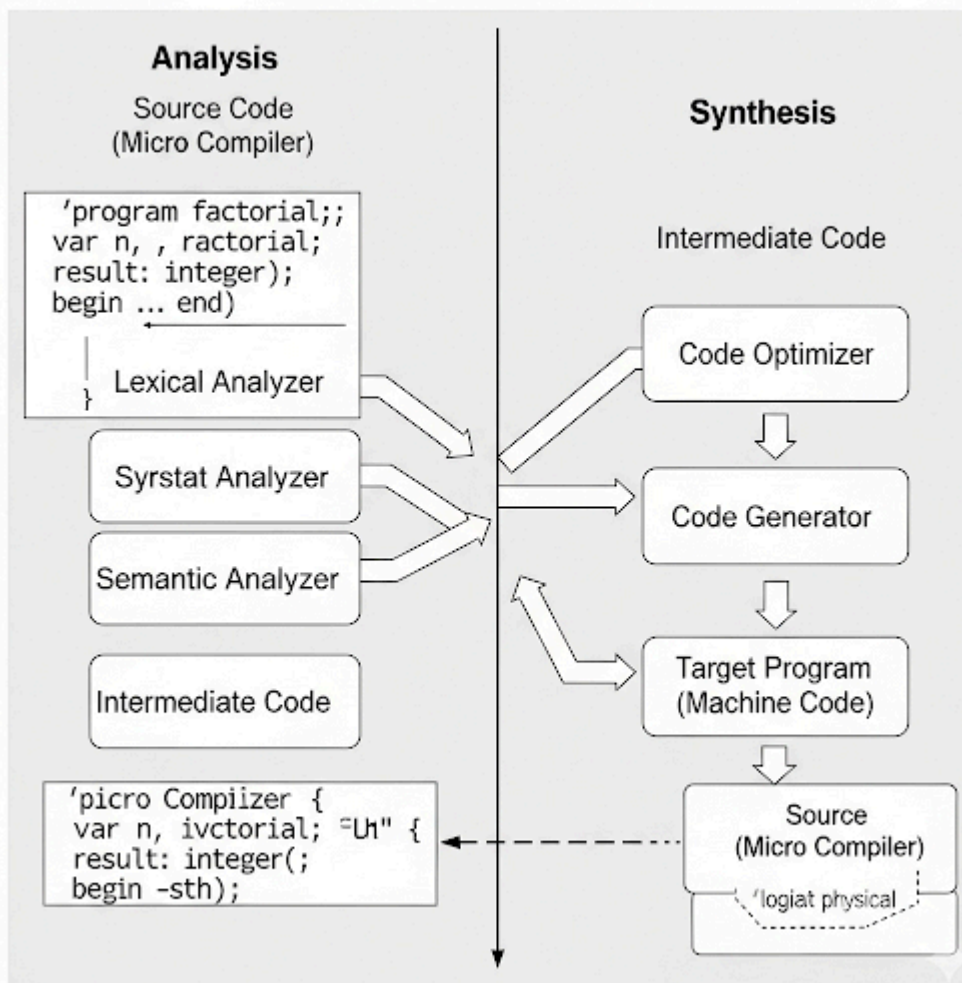 Analysis
Source Code
(Micro Compiler)
‘program factorial;;
var n, , ractorial;
result: integer);
begin ... end)
}
Lexical Analyzer
Syrstat Analyzer
Semantic Analyzer
Intermediate Code
‘picro Compiizer {
var n, ivctorial; {
result: integer(;
begin -sth);
Synthesis
Intermediate Code
Code Optimizer
Code Generator
Target Program
(Machine Code)
Source
(Micro Compiler)
‘logiat physical